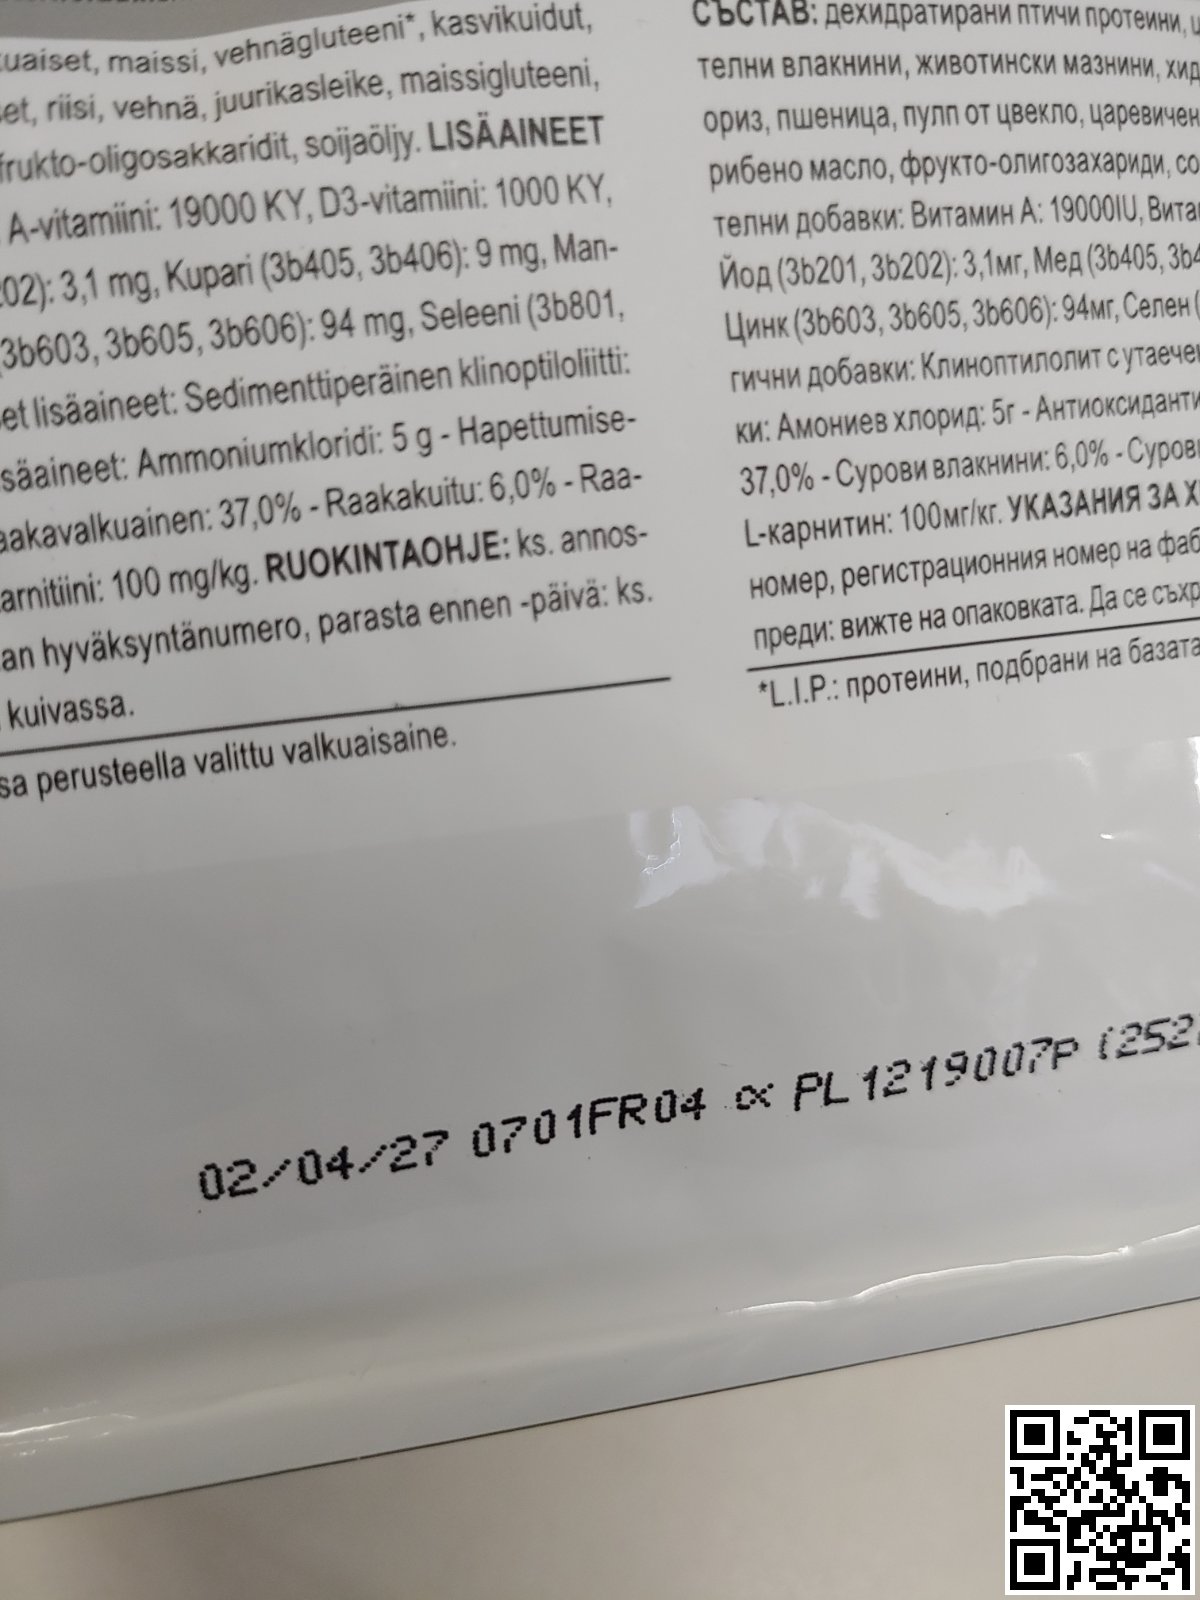 kuaiset, maissi, vehnägluteeni*, kasvikuidut,
riisi, vehnä, juurikasleike, maissigluteeni,
frukto-oligosakkaridit, soijaöljy. LISÄAINEET
A-vitamiini: 19000 KY, D3-vitamiini: 1000 KY,
202): 3,1 mg, Kupari (3b405, 3b406): 9 mg, Man-
(3b603, 3b605, 3b606): 94 mg, Seleeni (3b801,
et lisäaineet: Sedimenttiperäinen klinoptiloliitti:
säaineet: Ammoniumkloridi: 5 g - Hapettumise-
aakavalkuainen: 37,0% - Raakakuitu: 6,0% - Raa-
arnitiini: 100 mg/kg. RUOKINTAOHJE: ks. annos-
an hyväksyntänumero, parasta ennen -päivä: ks.
kuivassa.
sa perusteella valittu valkuaisaine.
СЪСТАВ: дехидратирани птичи протеини,
телни влакнини, животински мазнини, хид
ориз, пшеница, пулп от цвекло, царевичен
рибено масло, фрукто-олигозахариди, со
телни добавки: Витамин А: 19000IU, Вита
Йод (3b201, 3b202): 3,1мг, Мед (3b405, 3b4
Цинк (3b603, 3b605, 3b606): 94мг, Селен (
гични добавки: Клиноптилолит с утаечен
ки: Амониев хлорид: 5г - Антиоксиданти
37,0% - Сурови влакнини: 6,0% - Суров
L-карнитин: 100мг/кг. УКАЗАНИЯ ЗА Х
номер, регистрационния номер на фаб
преди: вижте на опаковката. Да се съхр
*L.I.P.: протеини, подбрани на базата
02/04/27 0701FR04 ∝ PL1219007P (252